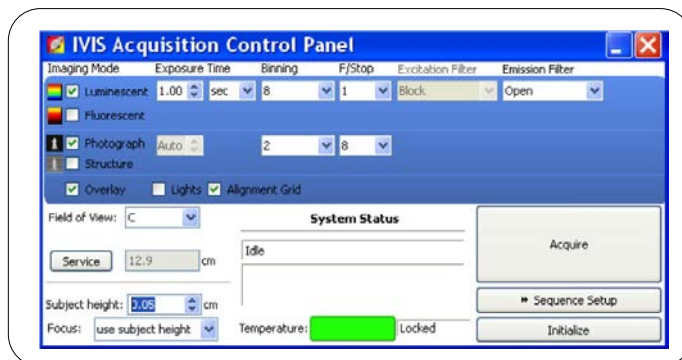 IVIS Acquisition Control Panel
Imaging Mode Exposure Time Binning F/Stop Excitation Filter Emission Filter
Luminescent 1.00 sec 8 1 Block Open
Fluorescent
Photograph Auto 2 8
Structure
Overlay Lights Alignment Grid
Field of View: C System Status
Idle Acquire
Service 12.9 cm
Subject height: 0.05 cm Sequence Setup
Focus: use subject height Temperature: Locked Initialize